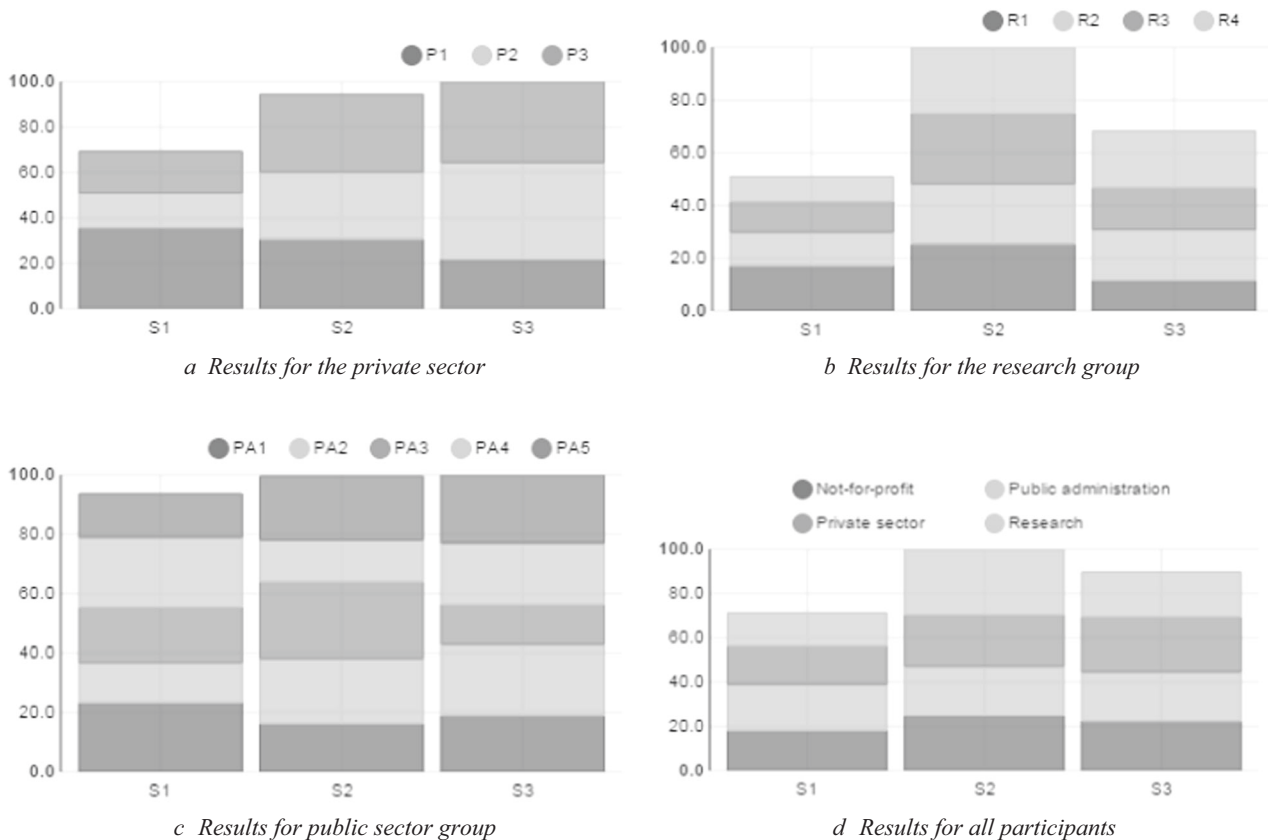 P1 P2 P3
100.0
80.0
60.0
40.0
20.0
0.0
S1 S2 S3
a Results for the private sector
R1 R2 R3 R4
100.0
80.0
60.0
40.0
20.0
0.0
S1 S2 S3
b Results for the research group
PA1 PA2 PA3 PA4 PA5
100.0
80.0
60.0
40.0
20.0
0.0
S1 S2 S3
c Results for public sector group
Not-for-profit Public administration
Private sector Research
100.0
80.0
60.0
40.0
20.0
0.0
S1 S2 S3
d Results for all participants